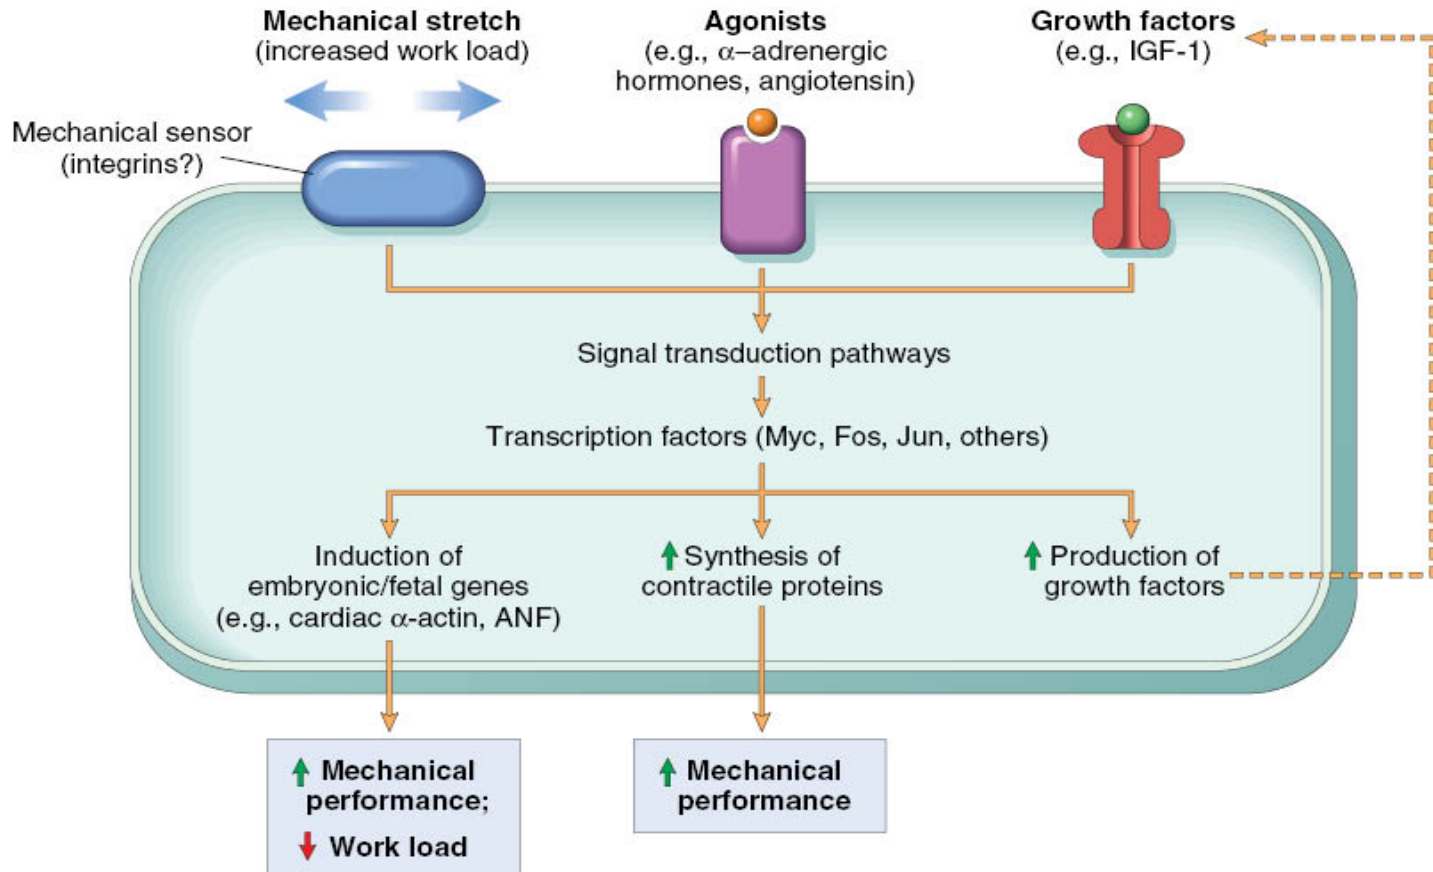 Mechanical stretch
(increased work load)
Agonists
(e.g., α–adrenergic
hormones, angiotensin)
Growth factors
(e.g., IGF-1)
Mechanical sensor
(integrins?)
Signal transduction pathways
Transcription factors (Myc, Fos, Jun, others)
Induction of
embryonic/fetal genes
(e.g., cardiac α-actin, ANF)
Synthesis of
contractile proteins
Production of
growth factors
Mechanical
performance;
Work load
Mechanical
performance